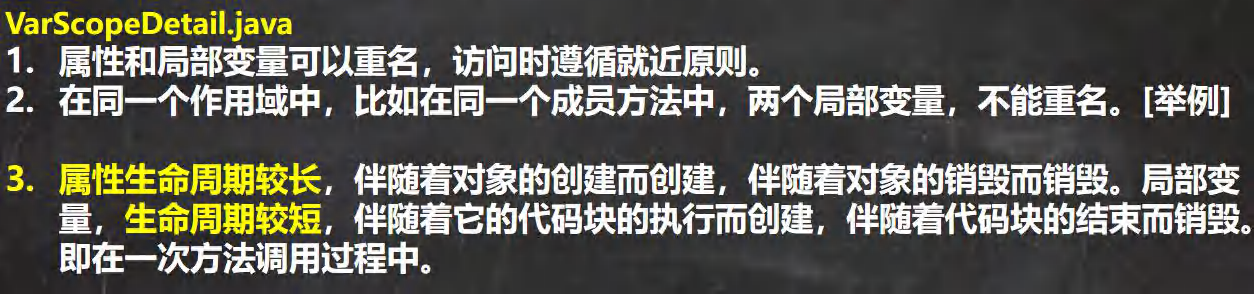 VarScopeDetail.java
1. 属性和局部变量可以重名，访问时遵循就近原则。
2. 在同一个作用域中，比如在同一个成员方法中，两个局部变量，不能重名。[举例]
3. 属性生命周期较长，伴随着对象的创建而创建，伴随着对象的销毁而销毁。局部变
量，生命周期较短，伴随着它的代码块的执行而创建，伴随着代码块的结束而销毁。
即在一次方法调用过程中。